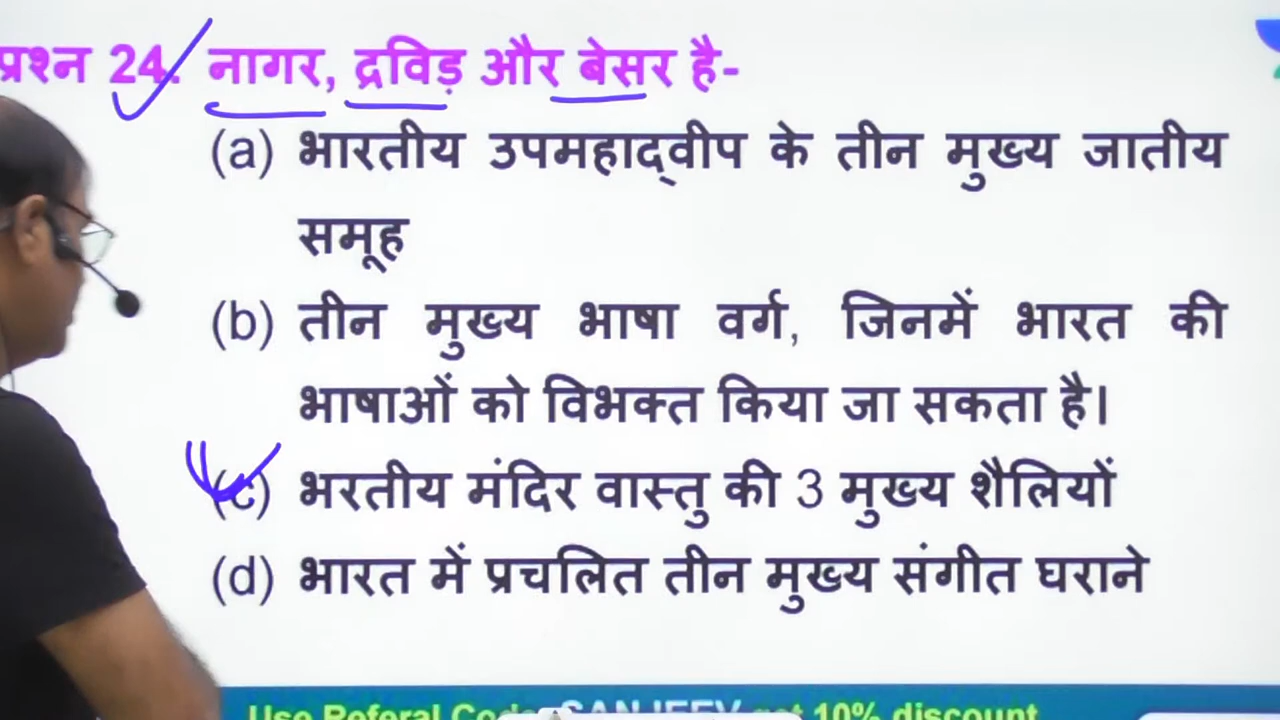 प्रश्न 24. नागर, द्रविड़ और बेसर है-
(a) भारतीय उपमहाद्वीप के तीन मुख्य जातीय
समूह
(b) तीन मुख्य भाषा वर्ग, जिनमें भारत की
भाषाओं को विभक्त किया जा सकता है।
(c) भरतीय मंदिर वास्तु की 3 मुख्य शैलियों
(d) भारत में प्रचलित तीन मुख्य संगीत घराने
Use Referal Code SANJEEV get 10% discount